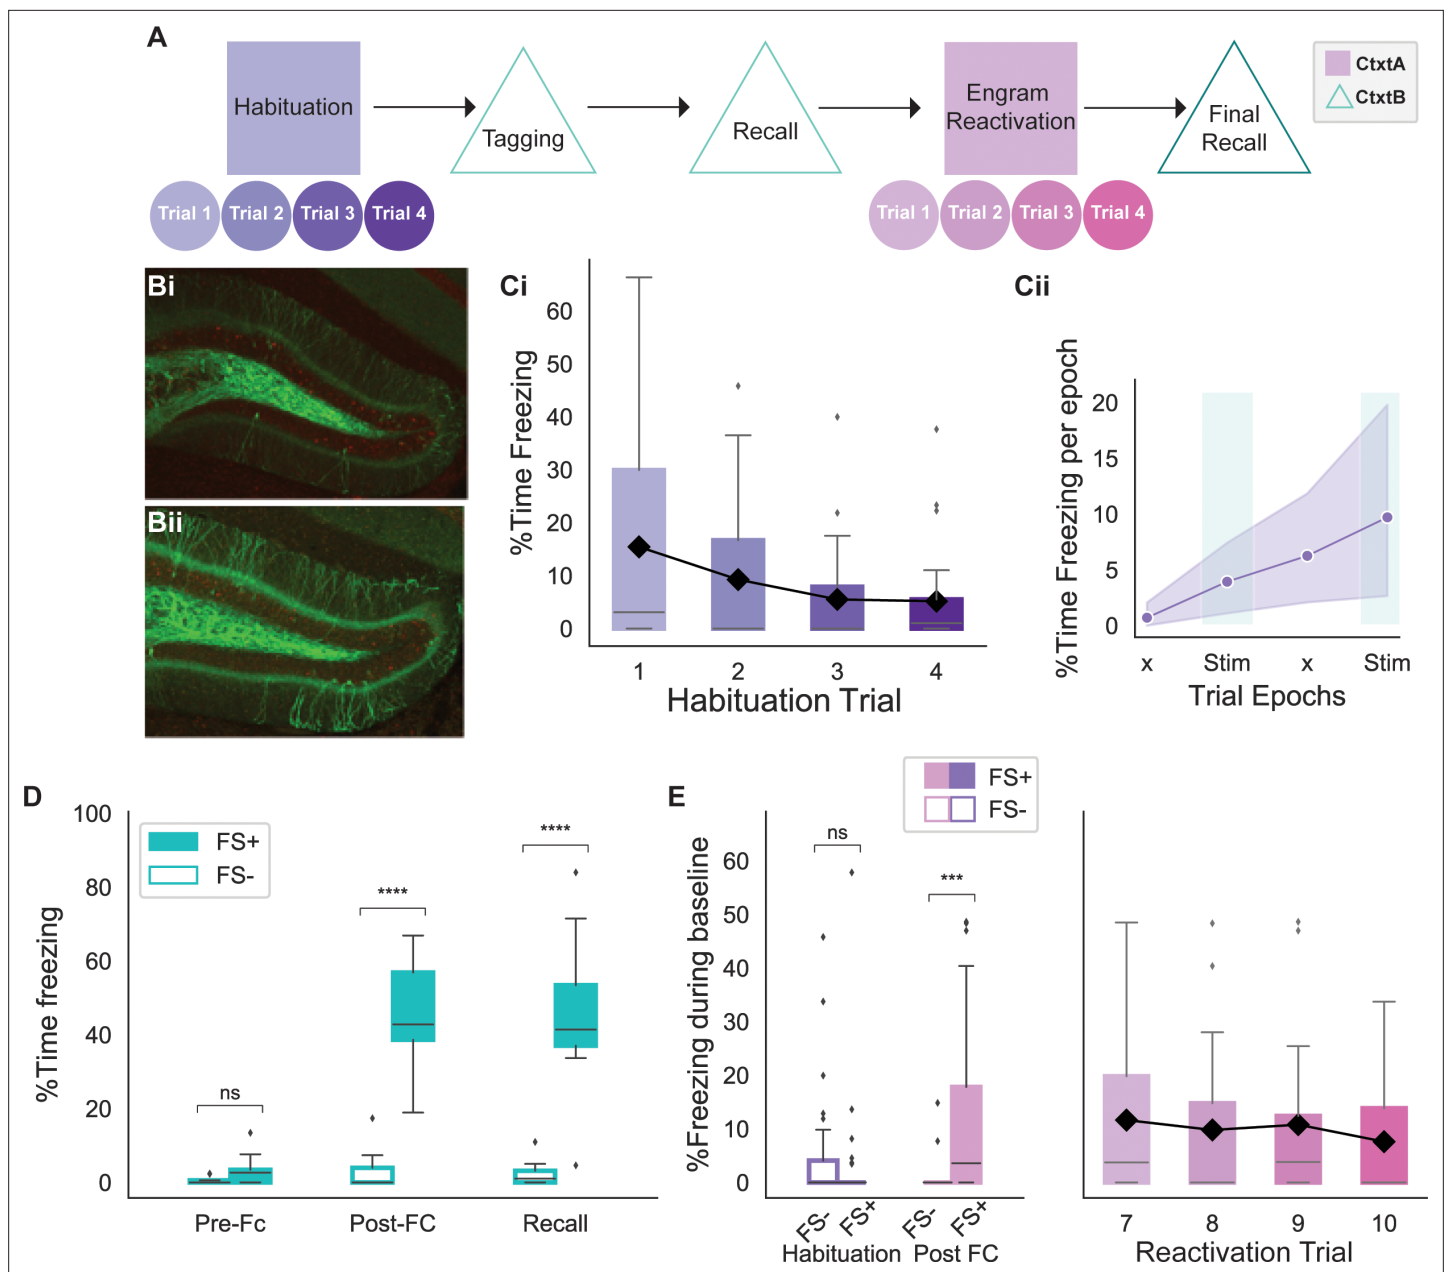 A
Habituation
Tagging
Recall
Engram
Reactivation
Final
Recall
CtxtA
CtxtB
Trial 1
Trial 2
Trial 3
Trial 4
Trial 1
Trial 2
Trial 3
Trial 4
Bi
Bii
Ci
%Time Freezing
60
50
40
30
20
10
0
1 2 3 4
Habituation Trial
Cii
%Time Freezing per epoch
20
15
10
5
0
x Stim x Stim
Trial Epochs
D
%Time freezing
100
80
60
40
20
0
FS+
FS-
ns
****
****
Pre-Fc Post-FC Recall
E
FS+
FS-
%Freezing during baseline
60
50
40
30
20
10
0
ns
***
FS- FS+ FS- FS+
Habituation Post FC
7 8 9 10
Reactivation Trial